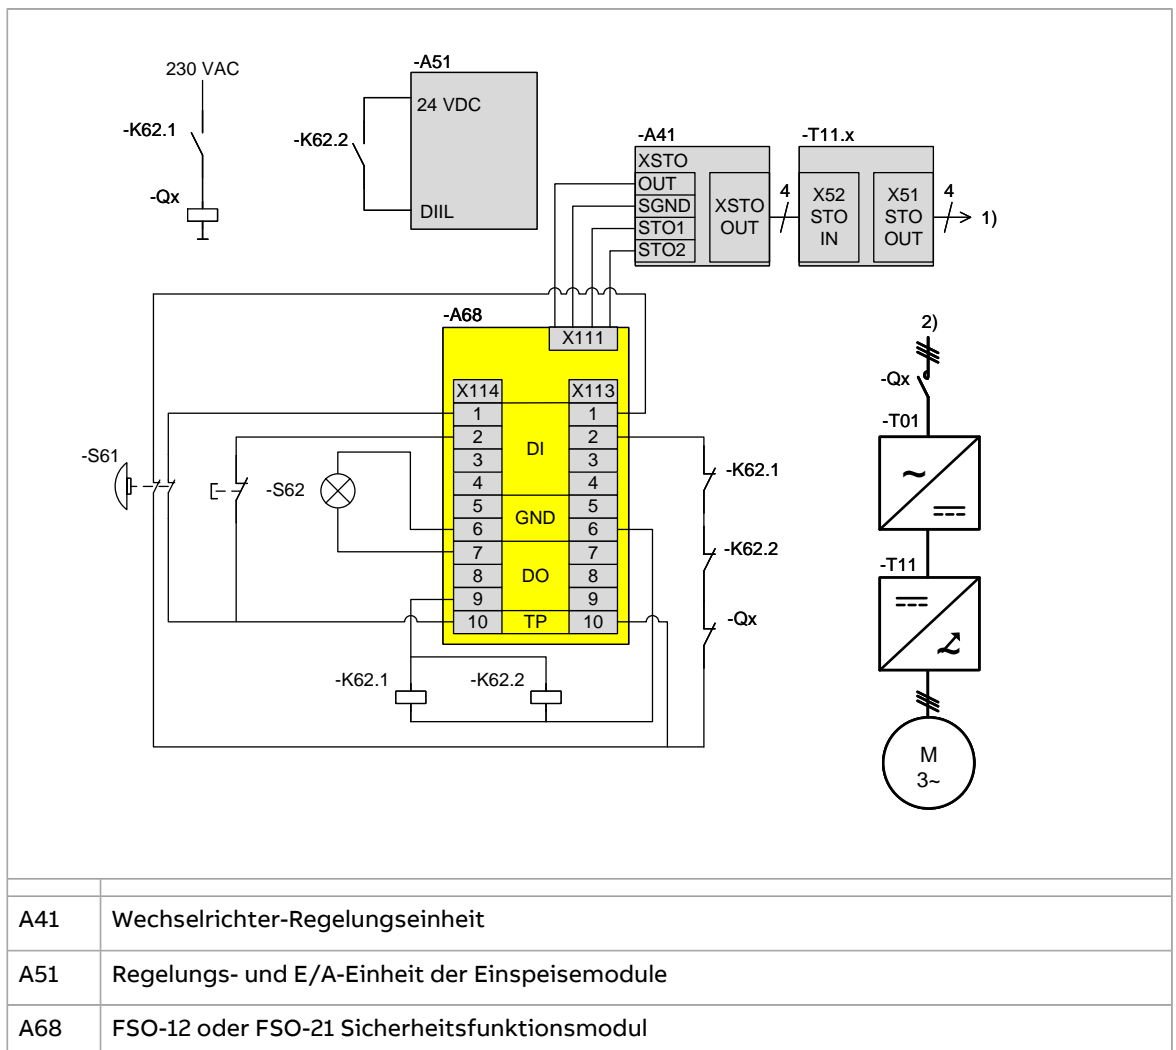 230 VAC
-K62.1
-Qx
-A51
24 VDC
-K62.2
DIIL
-A41
XSTO
OUT
SGND
STO1
STO2
XSTO
OUT
4
-T11.x
X52
STO
IN
X51
STO
OUT
4
1)
-A68
X111
X114
1
2
3
4
5
6
7
8
9
10
DI
GND
DO
TP
X113
1
2
3
4
5
6
7
8
9
10
-S61
-S62
-K62.1
-K62.2
-K62.1
-K62.2
-Qx
2)
-Qx
-T01
-T11
M
3~
A41 Wechselrichter-Regelungseinheit
A51 Regelungs- und E/A-Einheit der Einspeisemodule
A68 FSO-12 oder FSO-21 Sicherheitsfunktionsmodul